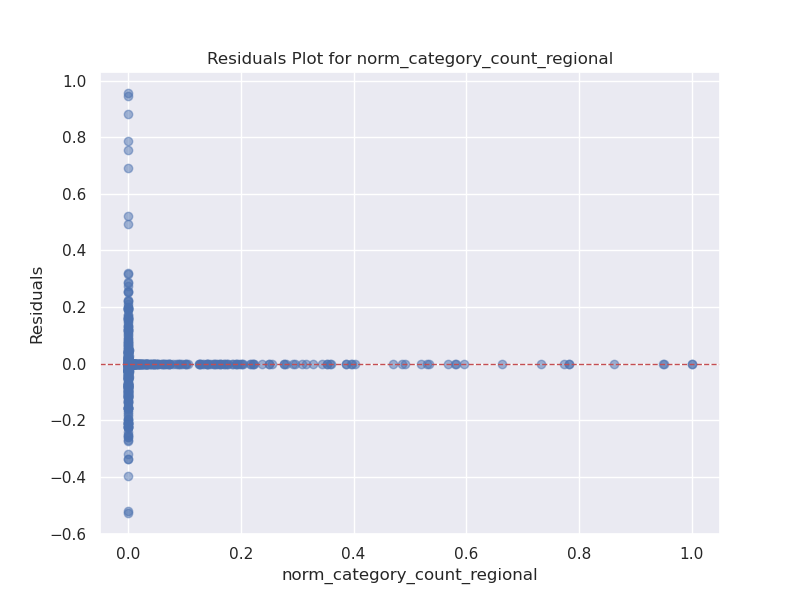 Residuals Plot for norm_category_count_regional
1.0
0.8
0.6
0.4
0.2
0.0
−0.2
−0.4
−0.6
Residuals
0.0 0.2 0.4 0.6 0.8 1.0
norm_category_count_regional